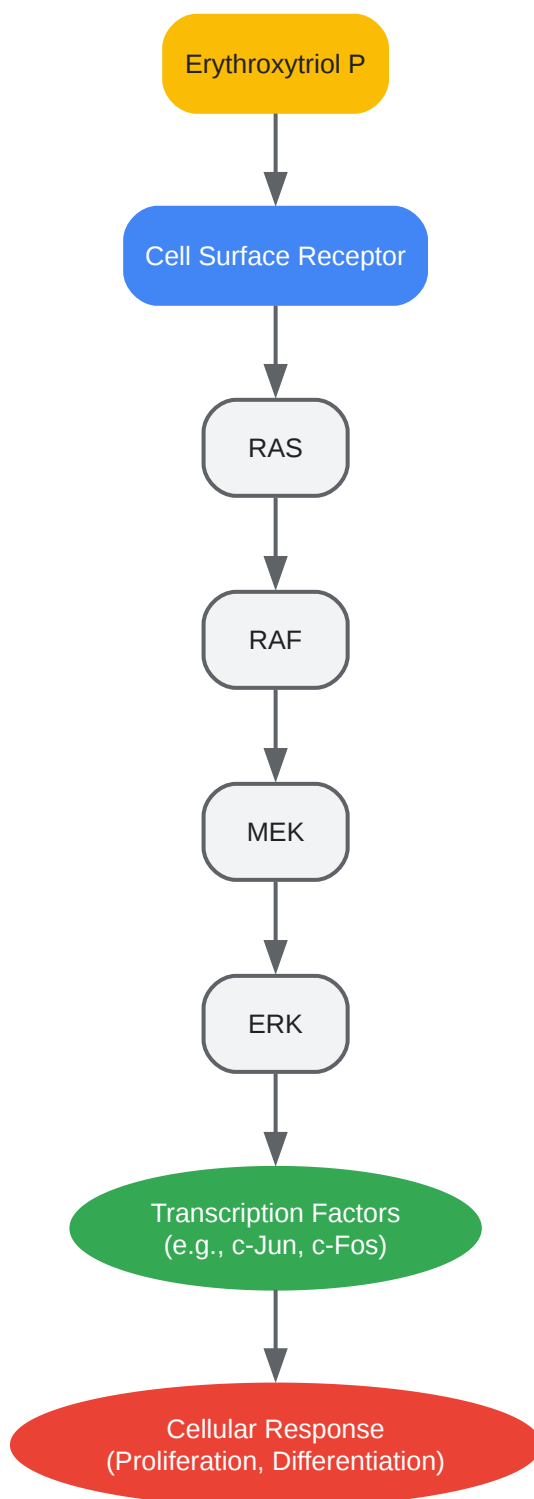 Erythroxytriol P
Cell Surface Receptor
RAS
RAF
MEK
ERK
Transcription Factors
(e.g., c-Jun, c-Fos)
Cellular Response
(Proliferation, Differentiation)